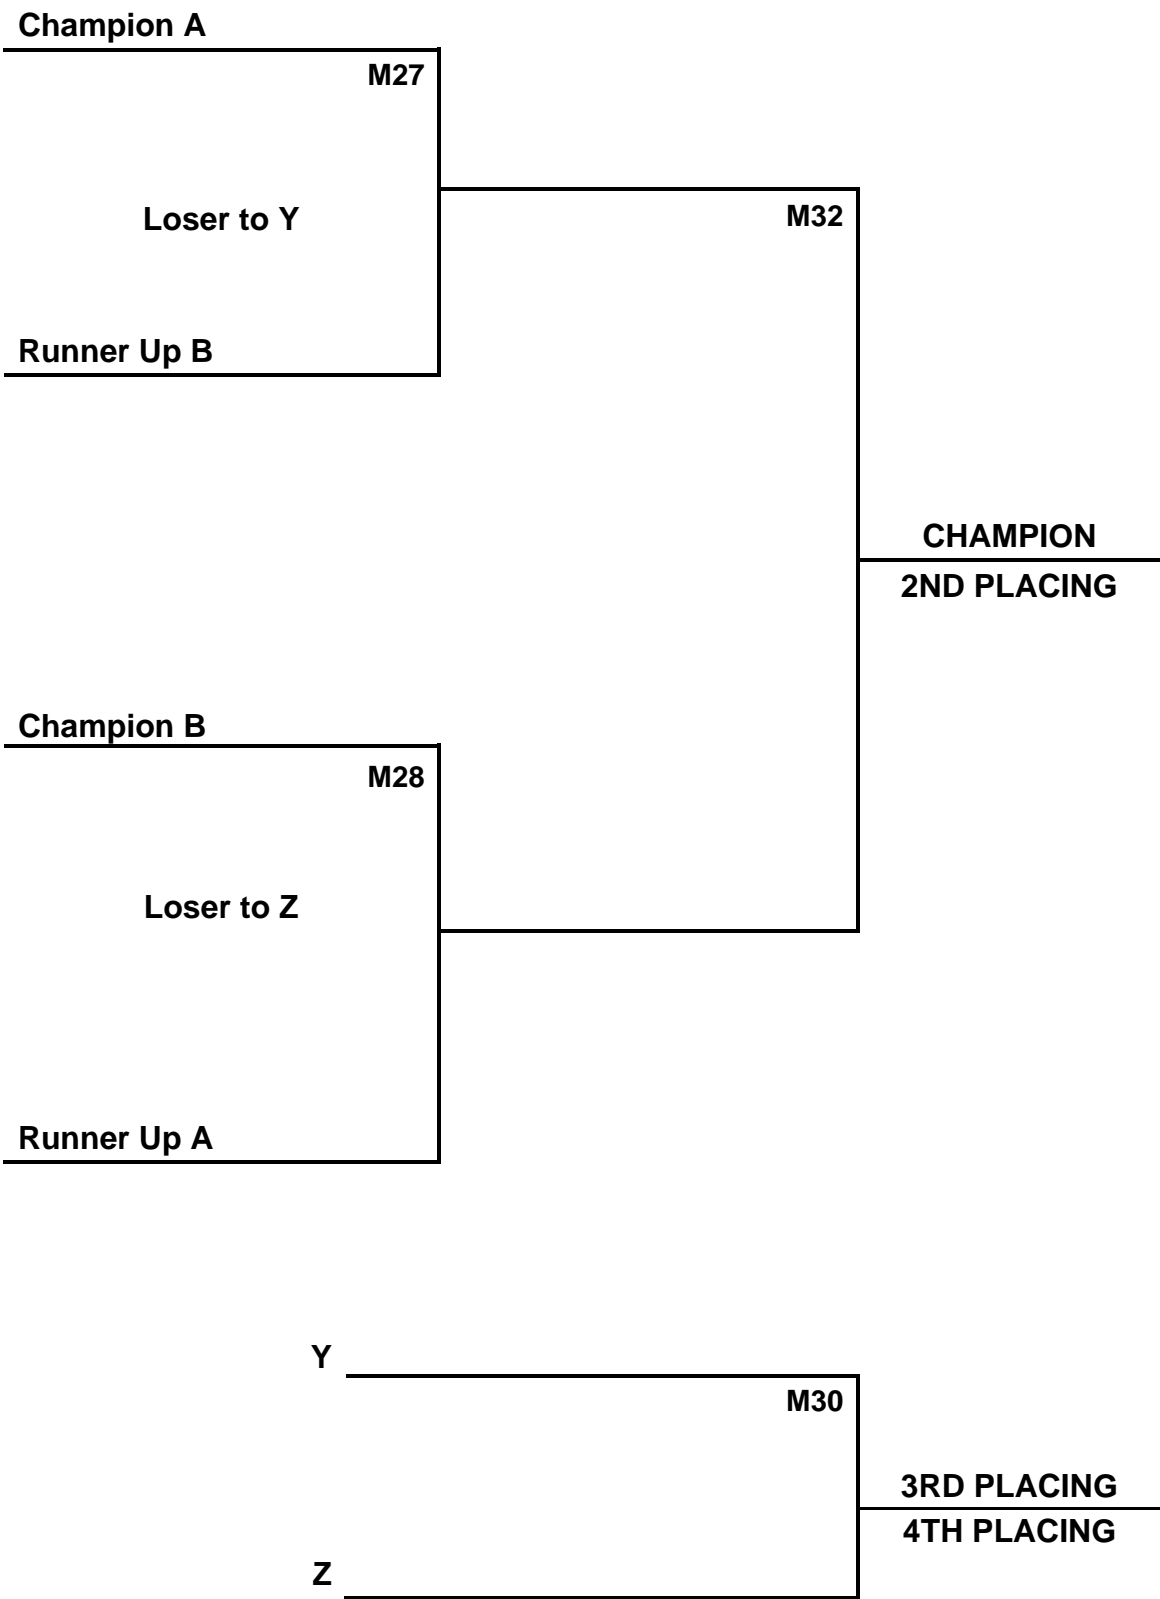 Champion A
M27
Loser to Y
M32
Runner Up B
CHAMPION
2ND PLACING
Champion B
M28
Loser to Z
Runner Up A
Y
M30
3RD PLACING
4TH PLACING
Z